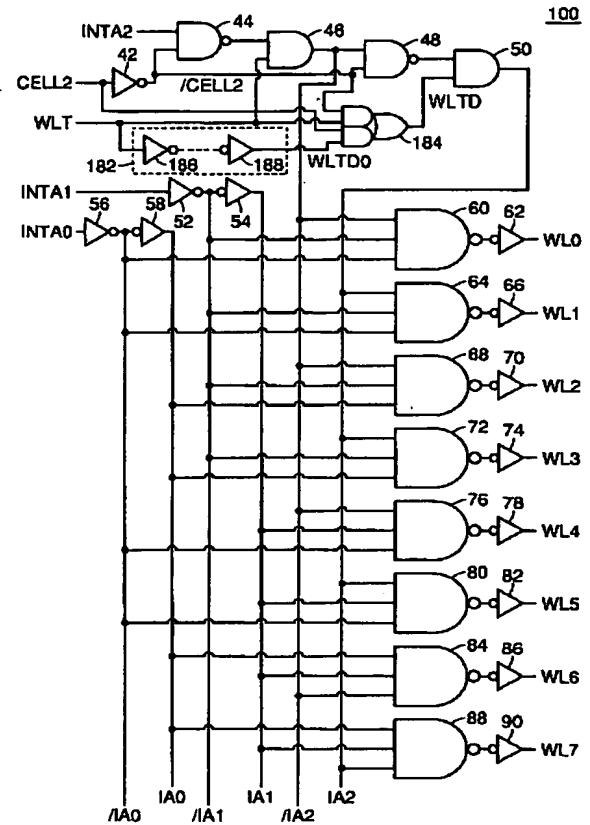 100
INTA2
44
46
48
50
42
CELL2
/CELL2
WLTD
WLT
184
182
188
188
WLTD0
INTA1
52
54
56
58
INTA0
60
62
WL0
64
66
WL1
68
70
WL2
72
74
WL3
76
78
WL4
80
82
WL5
84
86
WL6
88
90
WL7
/IA0
IA0
/IA1
IA1
/IA2
IA2